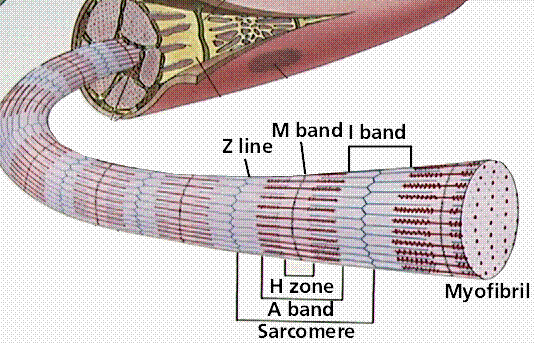 M band
I band
Z line
H zone
A band
Sarcomere
Myofibril